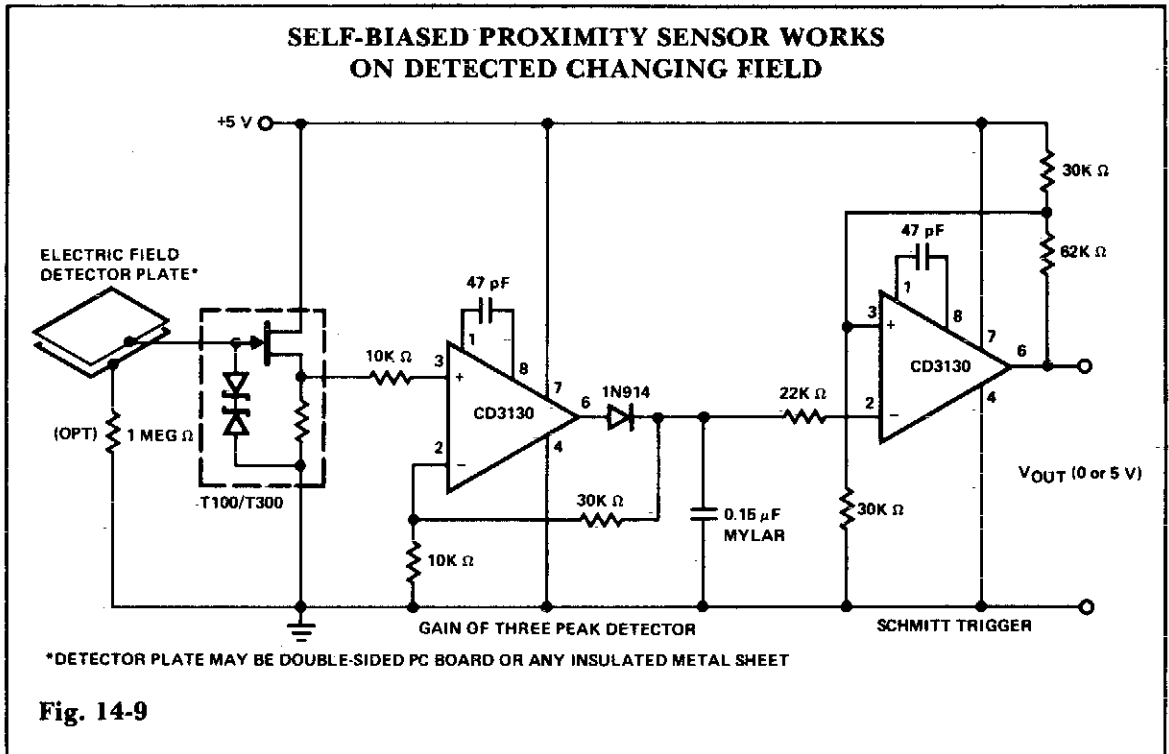 SELF-BIASED PROXIMITY SENSOR WORKS
ON DETECTED CHANGING FIELD
+5 V
30K Ω
47 pF
62K Ω
ELECTRIC FIELD
DETECTOR PLATE*
47 pF
1
8
3
+
7
6
CD3130
2
−
4
10K Ω
1
8
3
+
7
6
CD3130
2
−
4
1N914
22K Ω
(OPT)
1 MEG Ω
T100/T300
30K Ω
0.15 μF
MYLAR
10K Ω
30K Ω
VOUT (0 or 5 V)
GAIN OF THREE PEAK DETECTOR
SCHMITT TRIGGER
*DETECTOR PLATE MAY BE DOUBLE-SIDED PC BOARD OR ANY INSULATED METAL SHEET
Fig. 14-9